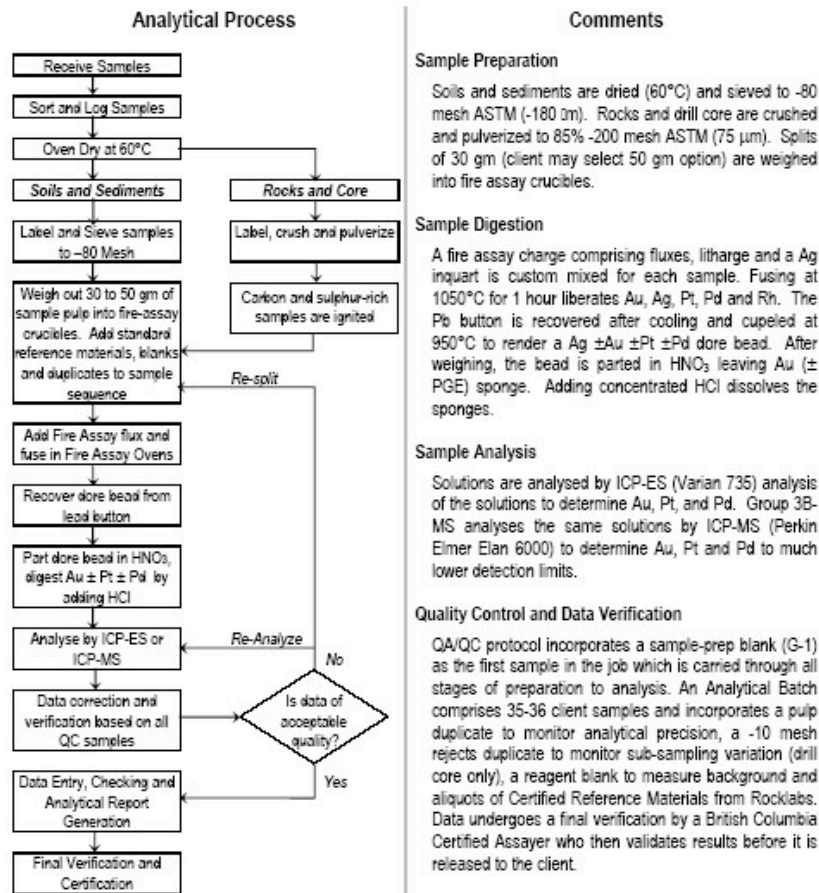 Analytical Process
Receive Samples
Sort and Log Samples
Oven Dry at 60°C
Soils and Sediments
Rocks and Core
Label and Sieve samples
to –80 Mesh
Label, crush and pulverize
Weigh out 30 to 50 gm of
sample pulp into fire-assay
crucibles. Add standard
reference materials, blanks
and duplicates to sample
sequence
Carbon and sulphur-rich
samples are ignited
Re-split
Add Fire Assay flux and
fuse in Fire Assay Ovens
Recover dore bead from
lead button
Part dore bead in HNO₃,
digest Au ± Pt ± Pd by
adding HCl
Analyse by ICP-ES or
ICP-MS
Re-Analyze
No
Data correction and
verification based on all
QC samples
Is data of
acceptable
quality?
Yes
Data Entry, Checking and
Analytical Report
Generation
Final Verification and
Certification
Comments
Sample Preparation
Soils and sediments are dried (60°C) and sieved to -80
mesh ASTM (-180 m). Rocks and drill core are crushed
and pulverized to 85% -200 mesh ASTM (75 µm). Splits
of 30 gm (client may select 50 gm option) are weighed
into fire assay crucibles.
Sample Digestion
A fire assay charge comprising fluxes, litharge and a Ag
inquart is custom mixed for each sample. Fusing at
1050°C for 1 hour liberates Au, Ag, Pt, Pd and Rh. The
Pb button is recovered after cooling and cupeled at
950°C to render a Ag ±Au ±Pt ±Pd dore bead. After
weighing, the bead is parted in HNO₃ leaving Au (±
PGE) sponge. Adding concentrated HCl dissolves the
sponges.
Sample Analysis
Solutions are analysed by ICP-ES (Varian 735) analysis
of the solutions to determine Au, Pt, and Pd. Group 3B-
MS analyses the same solutions by ICP-MS (Perkin
Elmer Elan 6000) to determine Au, Pt and Pd to much
lower detection limits.
Quality Control and Data Verification
QA/QC protocol incorporates a sample-prep blank (G-1)
as the first sample in the job which is carried through all
stages of preparation to analysis. An Analytical Batch
comprises 35-36 client samples and incorporates a pulp
duplicate to monitor analytical precision, a -10 mesh
rejects duplicate to monitor sub-sampling variation (drill
core only), a reagent blank to measure background and
aliquots of Certified Reference Materials from Rocklabs.
Data undergoes a final verification by a British Columbia
Certified Assayer who then validates results before it is
released to the client.